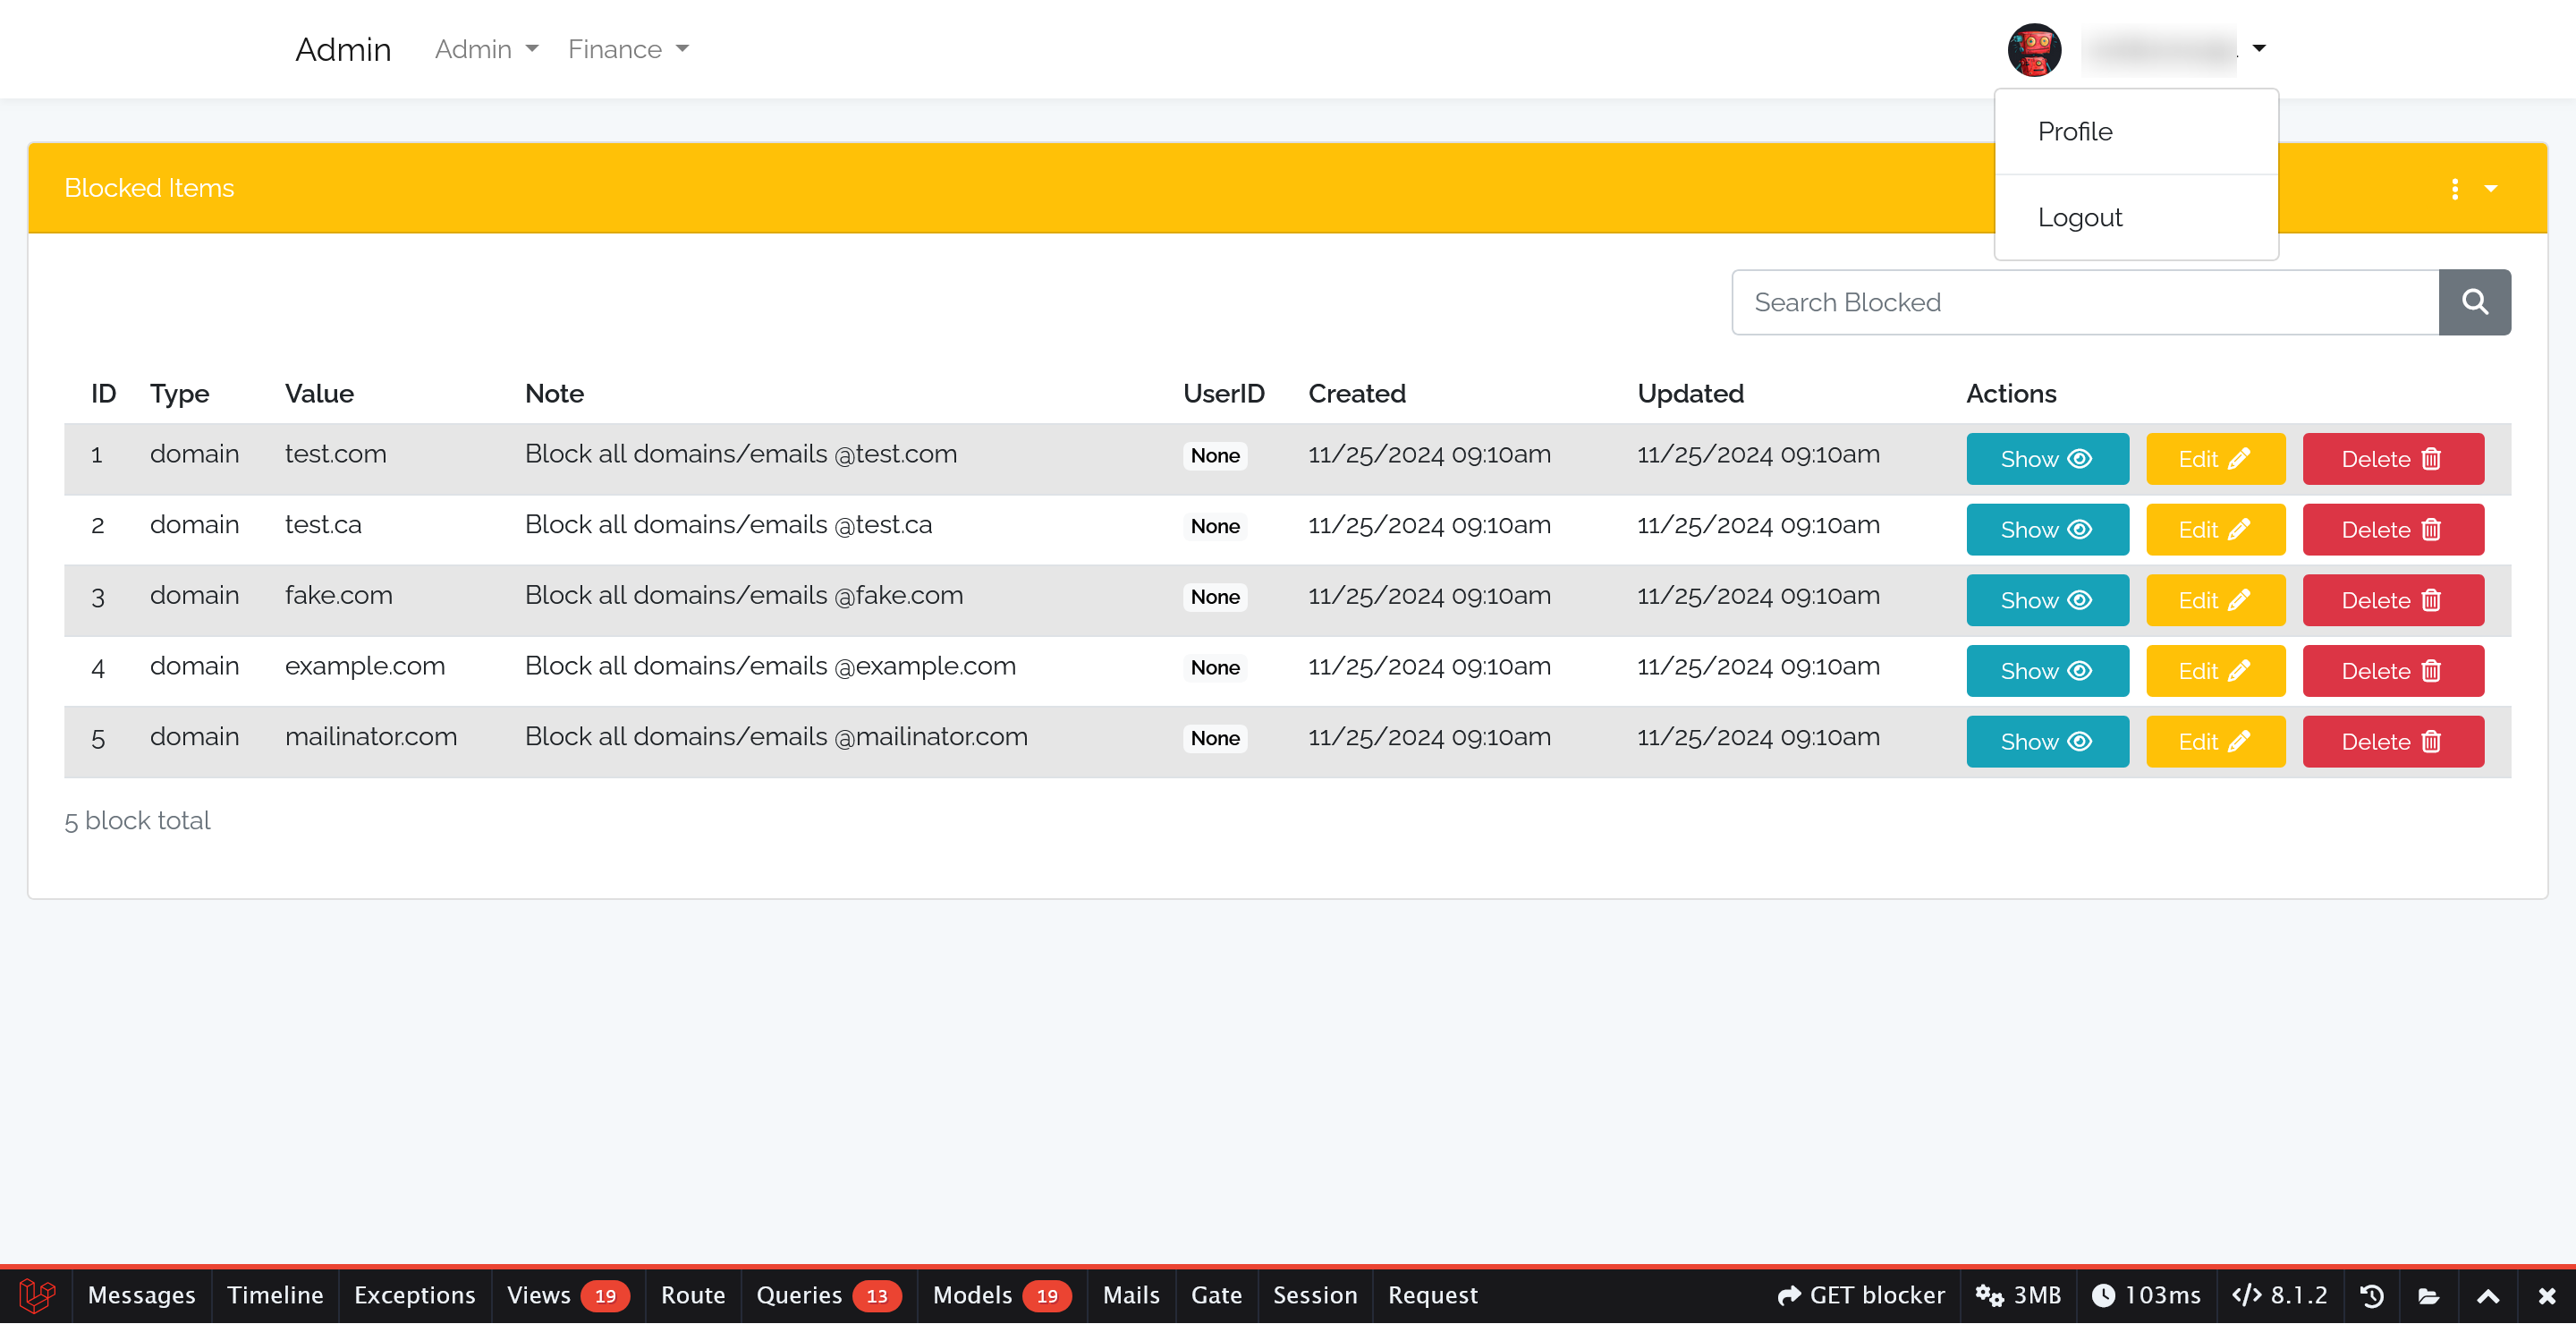 Admin Admin Finance
Profile
Logout
Blocked Items
Search Blocked
ID Type Value Note UserID Created Updated Actions
1 domain test.com Block all domains/emails @test.com None 11/25/2024 09:10am 11/25/2024 09:10am Show Edit Delete
2 domain test.ca Block all domains/emails @test.ca None 11/25/2024 09:10am 11/25/2024 09:10am Show Edit Delete
3 domain fake.com Block all domains/emails @fake.com None 11/25/2024 09:10am 11/25/2024 09:10am Show Edit Delete
4 domain example.com Block all domains/emails @example.com None 11/25/2024 09:10am 11/25/2024 09:10am Show Edit Delete
5 domain mailinator.com Block all domains/emails @mailinator.com None 11/25/2024 09:10am 11/25/2024 09:10am Show Edit Delete
5 block total
Messages Timeline Exceptions Views 19 Route Queries 13 Models 19 Mails Gate Session Request GET blocker 3MB 103ms 8.1.2